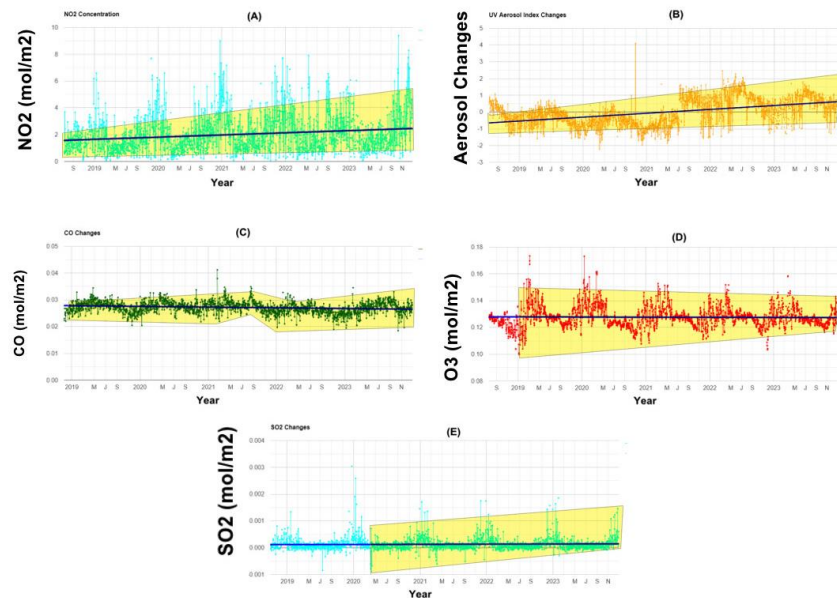 NO2 Concentration
(A)
NO2 (mol/m2)
10
8
6
4
2
0
S 2019 M J S 2020 M J S 2021 M J S 2022 M J S 2023 M J S N
Year
UV Aerosol Index Changes
(B)
Aerosol Changes
5
4
3
2
1
0
-1
-2
-3
S 2019 M J S 2020 M J S 2021 M J S 2022 M J S 2023 M J S N
Year
CO Changes
(C)
CO (mol/m2)
0.05
0.04
0.03
0.02
0.01
0.00
2019 M J S 2020 M J S 2021 M J S 2022 M J S 2023 M J S N
Year
(D)
O3 (mol/m2)
0.18
0.16
0.14
0.12
0.10
0.08
S 2019 M J S 2020 M J S 2021 M J S 2022 M J S 2023 M J S N
Year
SO2 Changes
(E)
SO2 (mol/m2)
0.004
0.003
0.002
0.001
0.000
0.001
2019 M J S 2020 M J S 2021 M J S 2022 M J S 2023 M J S N
Year